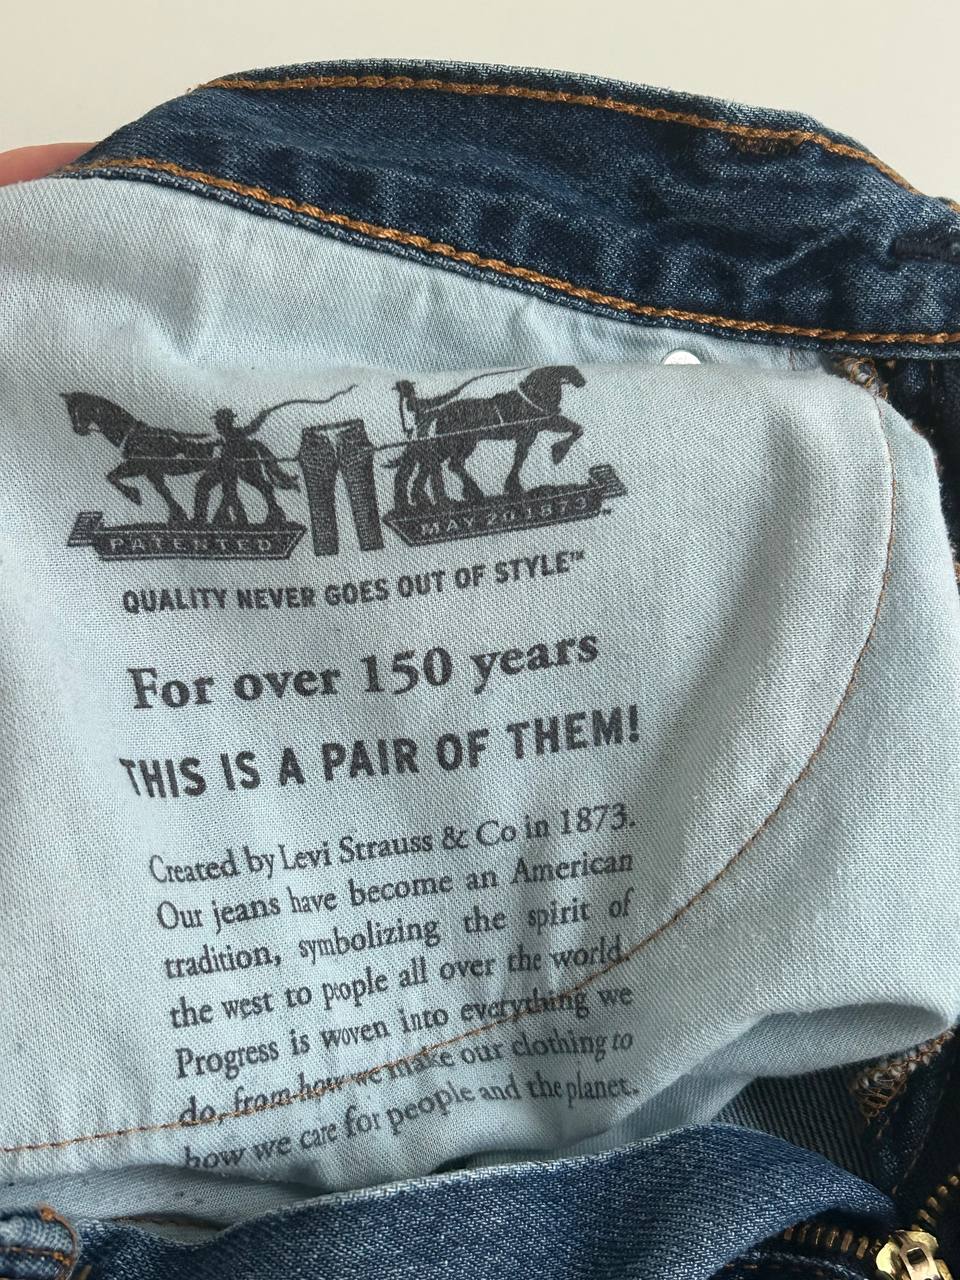 PATENTED
MAY 20 1873™
QUALITY NEVER GOES OUT OF STYLE™
For over 150 years
THIS IS A PAIR OF THEM!
Created by Levi Strauss & Co in 1873.
Our jeans have become an American
tradition, symbolizing the spirit of
the west to people all over the world.
Progress is woven into everything we
do, from how we make our clothing to
how we care for people and the planet.